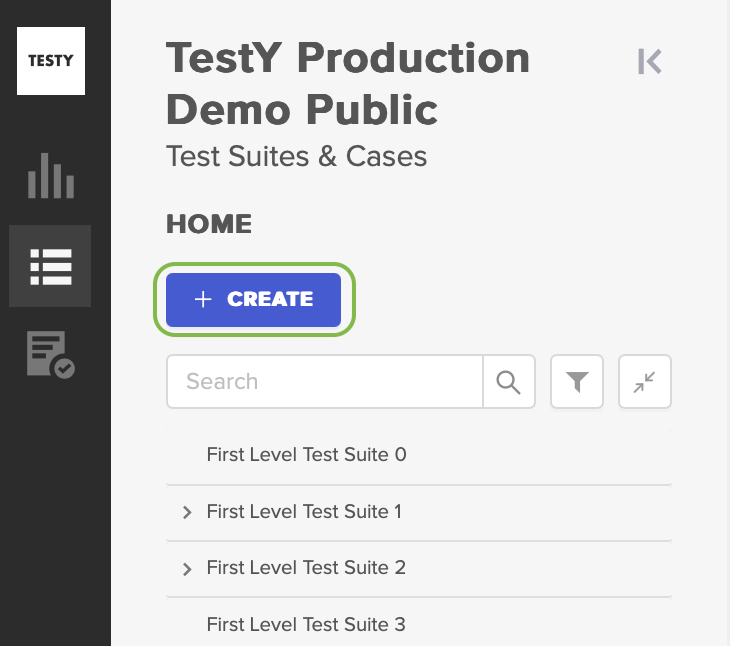 TESTY
TestY Production
Demo Public
Test Suites & Cases
HOME
+ CREATE
Search
First Level Test Suite 0
First Level Test Suite 1
First Level Test Suite 2
First Level Test Suite 3